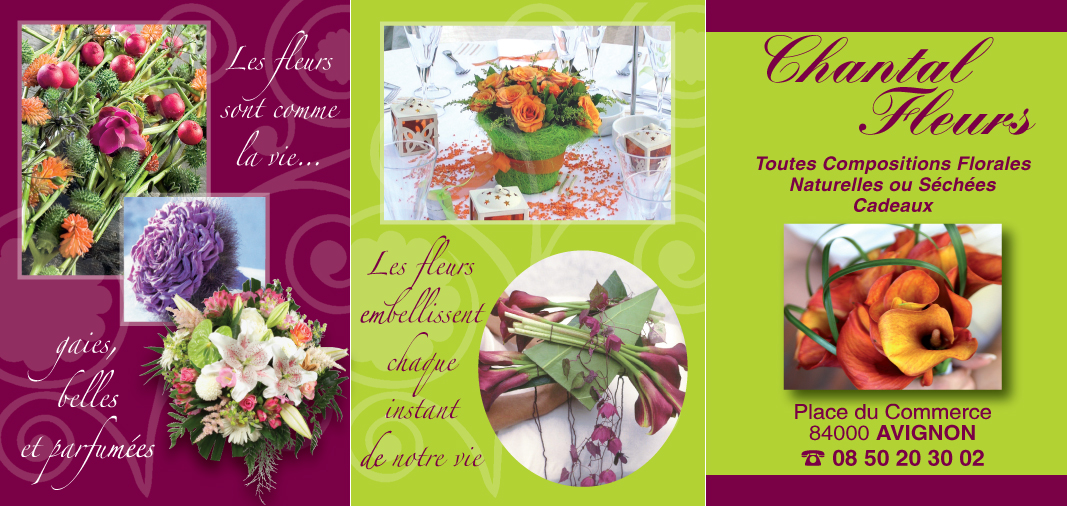 Les fleurs
sont comme
la vie...
gaies,
belles
et parfumées
Les fleurs
embellissent
chaque
instant
de notre vie
Chantal
Fleurs
Toutes Compositions Florales
Naturelles ou Séchées
Cadeaux
Place du Commerce
84000 AVIGNON
☎ 08 50 20 30 02